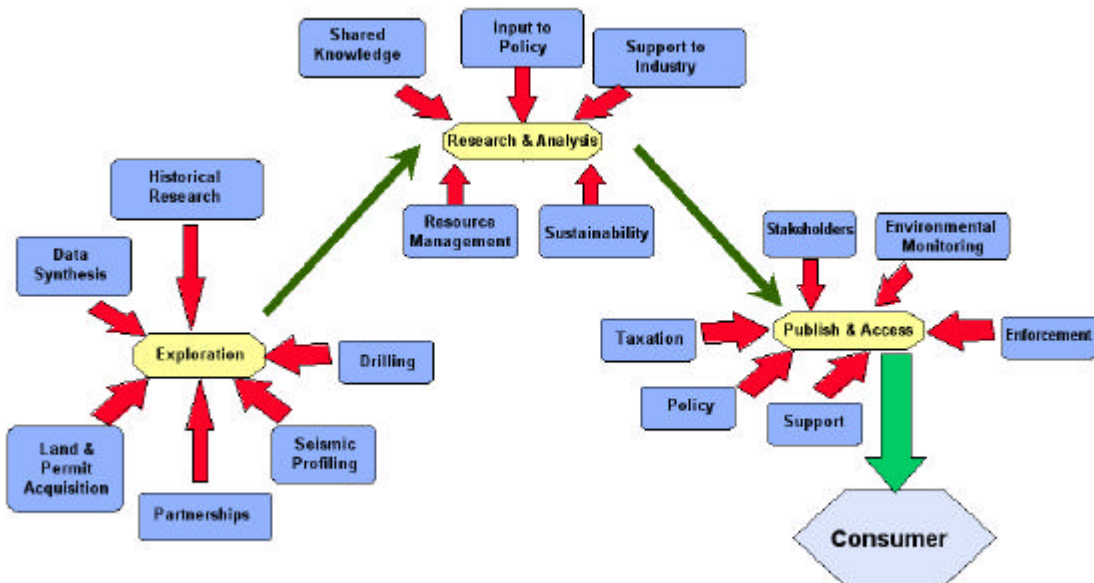 Shared
Knowledge
Input to
Policy
Support to
Industry
Research & Analysis
Historical
Research
Resource
Management
Sustainability
Stakeholders
Environmental
Monitoring
Data
Synthesis
Exploration
Drilling
Taxation
Publish & Access
Enforcement
Policy
Support
Land &
Permit
Acquisition
Seismic
Profiling
Partnerships
Consumer